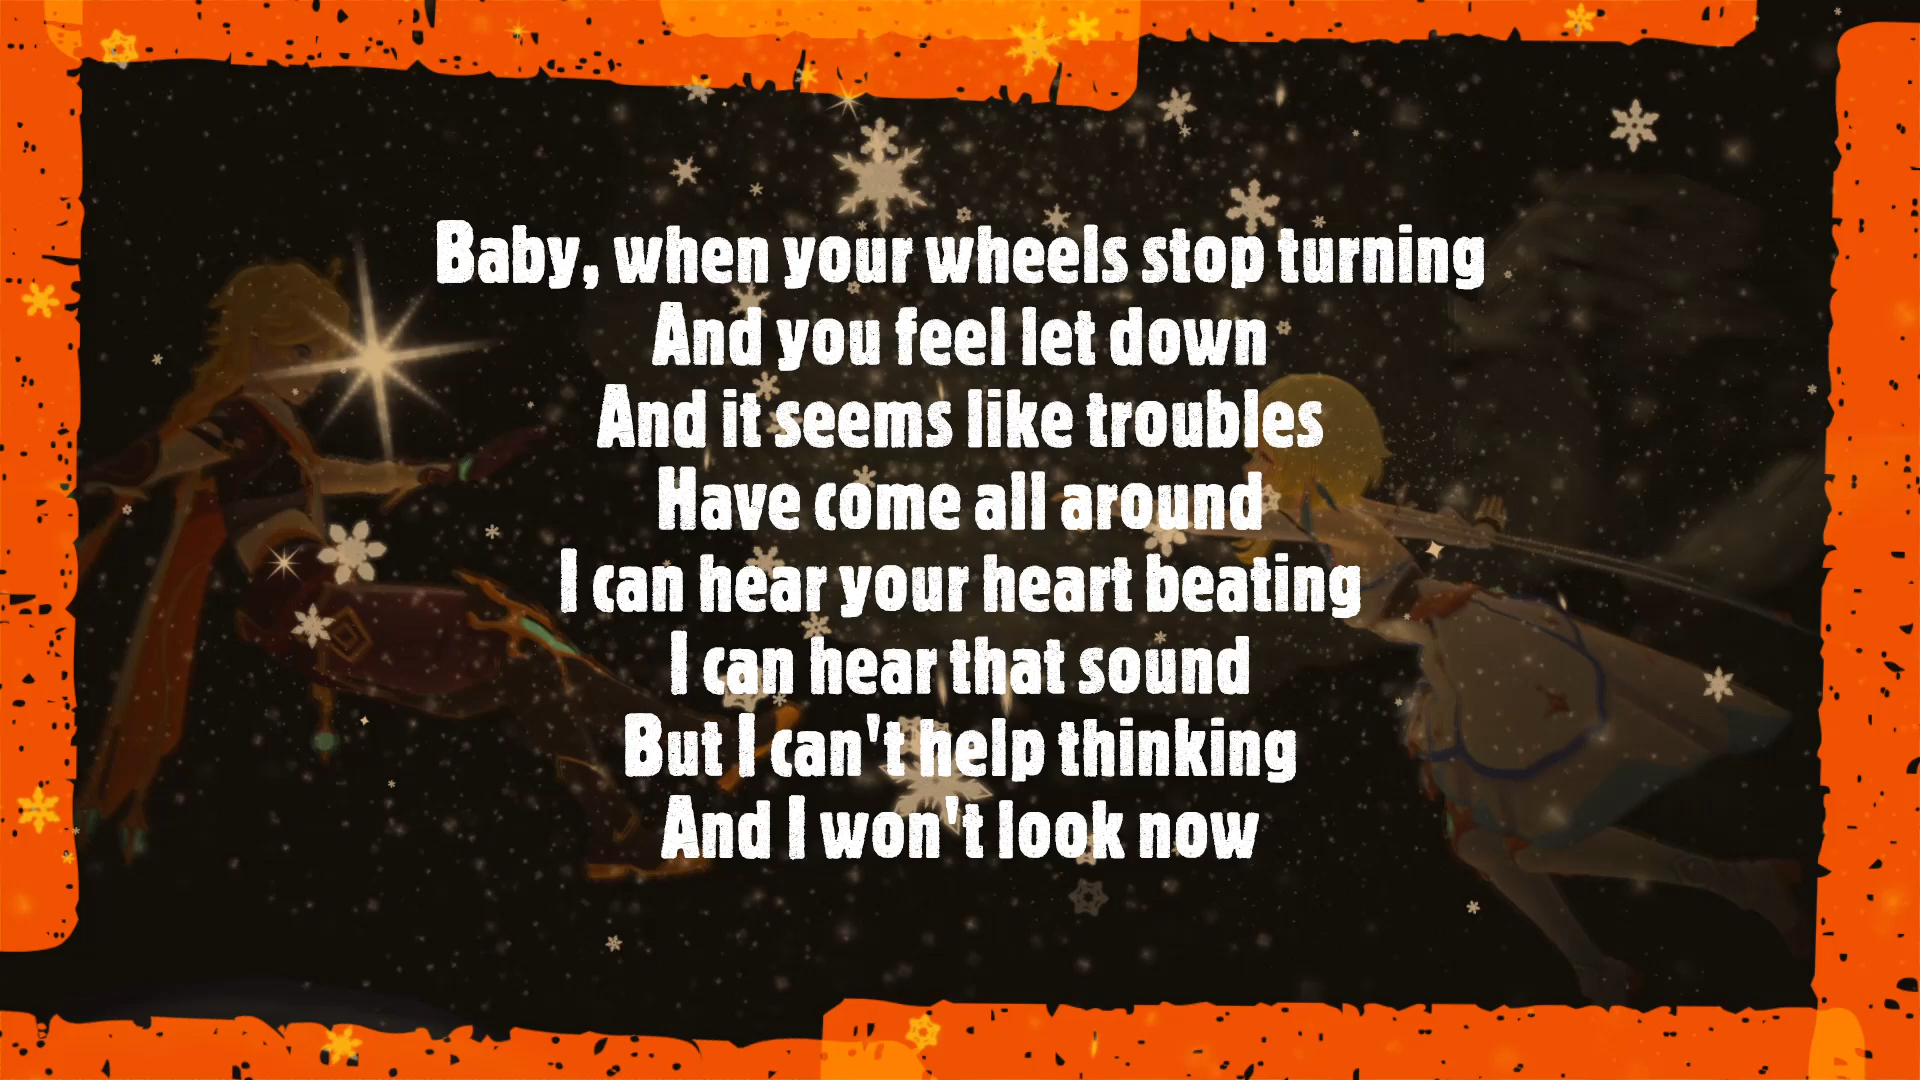 Baby, when your wheels stop turning
And you feel let down
And it seems like troubles
Have come all around
I can hear your heart beating
I can hear that sound
But I can't help thinking
And I won't look now